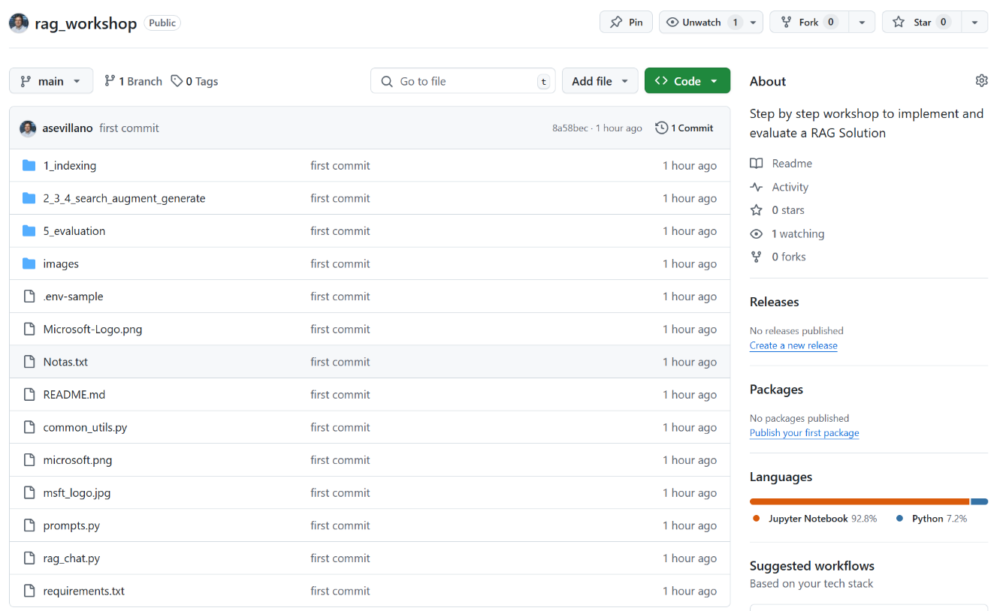 rag_workshop Public Pin Unwatch 1 Fork 0 Star 0
main 1 Branch 0 Tags Go to file t Add file Code
asevillano first commit 8a58bec · 1 hour ago 1 Commit
1_indexing first commit 1 hour ago
2_3_4_search_augment_generate first commit 1 hour ago
5_evaluation first commit 1 hour ago
images first commit 1 hour ago
.env-sample first commit 1 hour ago
Microsoft-Logo.png first commit 1 hour ago
Notas.txt first commit 1 hour ago
README.md first commit 1 hour ago
common_utils.py first commit 1 hour ago
microsoft.png first commit 1 hour ago
msft_logo.jpg first commit 1 hour ago
prompts.py first commit 1 hour ago
rag_chat.py first commit 1 hour ago
requirements.txt first commit 1 hour ago
About
Step by step workshop to implement and
evaluate a RAG Solution
Readme
Activity
0 stars
1 watching
0 forks
Releases
No releases published
Create a new release
Packages
No packages published
Publish your first package
Languages
Jupyter Notebook 92.8% Python 7.2%
Suggested workflows
Based on your tech stack